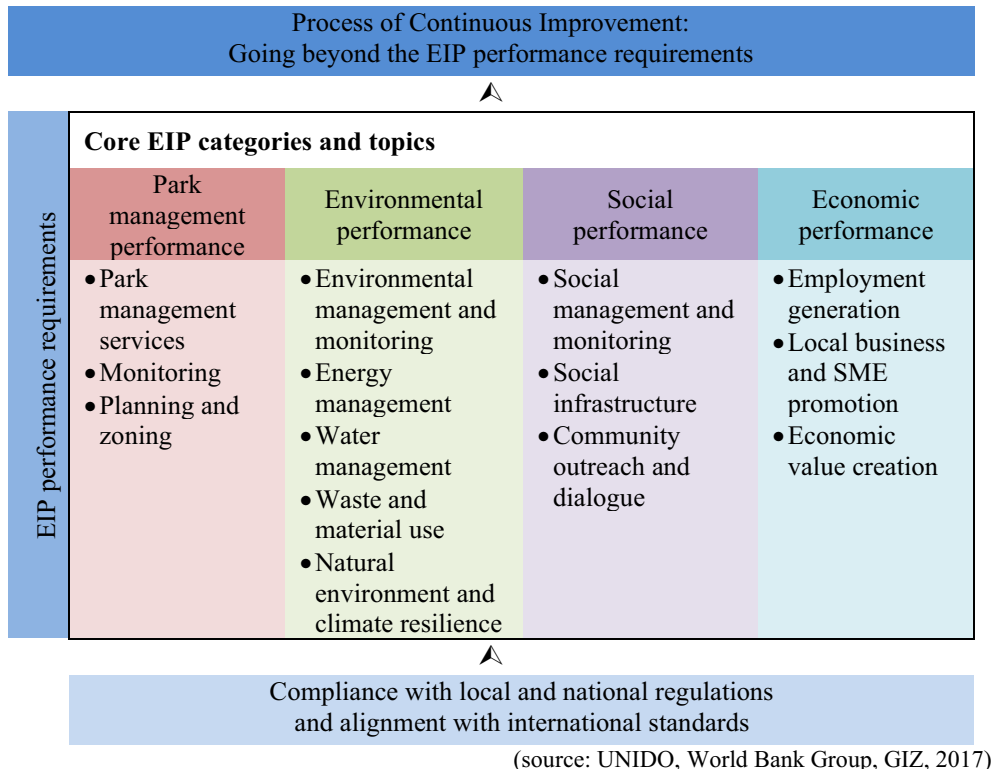 Process of Continuous Improvement:
Going beyond the EIP performance requirements
EIP performance requirements
Core EIP categories and topics
Park
management
performance
• Park
management
services
• Monitoring
• Planning and
zoning
Environmental
performance
• Environmental
management and
monitoring
• Energy
management
• Water
management
• Waste and
material use
• Natural
environment and
climate resilience
Social
performance
• Social
management and
monitoring
• Social
infrastructure
• Community
outreach and
dialogue
Economic
performance
• Employment
generation
• Local business
and SME
promotion
• Economic
value creation
Compliance with local and national regulations
and alignment with international standards
(source: UNIDO, World Bank Group, GIZ, 2017)